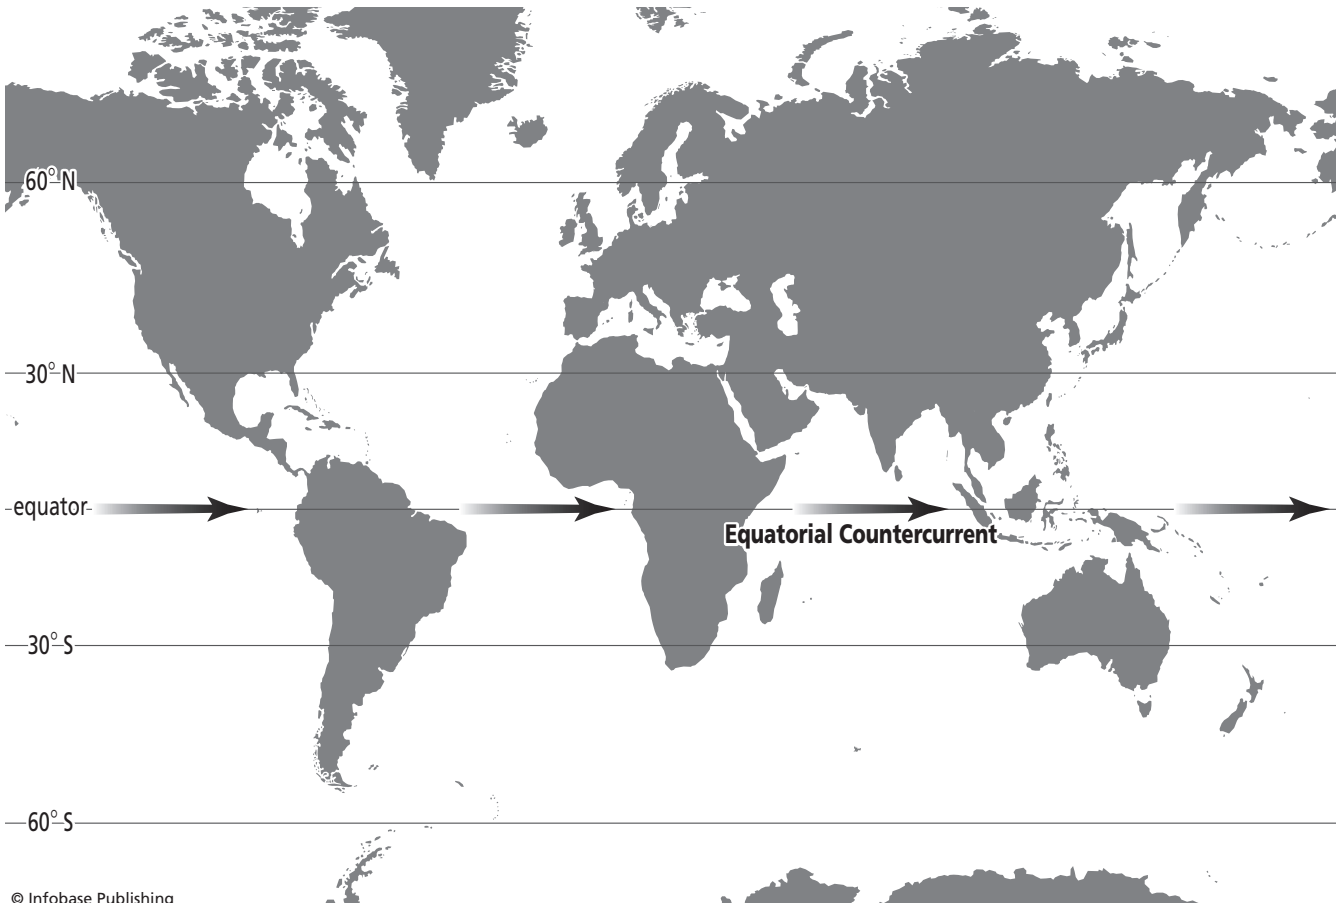 60° N
30° N
equator
Equatorial Countercurrent
30° S
60° S
© Infobase Publishing